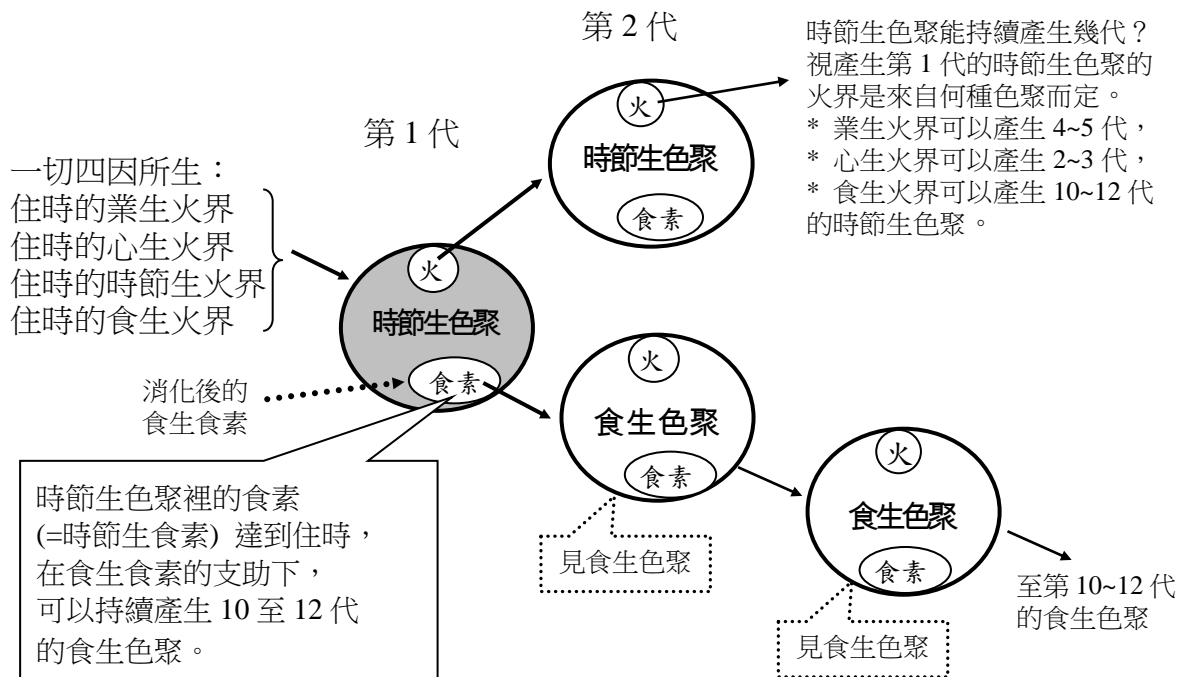 第 2 代
時節生色聚能持續產生幾代？
視產生第 1 代的時節生色聚的
火界是來自何種色聚而定。
* 業生火界可以產生 4~5 代，
* 心生火界可以產生 2~3 代，
* 食生火界可以產生 10~12 代
的時節生色聚。
火
時節生色聚
食素
第 1 代
一切四因所生：
住時的業生火界
住時的心生火界
住時的時節生火界
住時的食生火界
火
時節生色聚
食素
消化後的
食生食素
火
食生色聚
食素
火
食生色聚
食素
時節生色聚裡的食素
(=時節生食素) 達到住時，
在食生食素的支助下，
可以持續產生 10 至 12 代
的食生色聚。
見食生色聚
見食生色聚
至第 10~12 代
的食生色聚